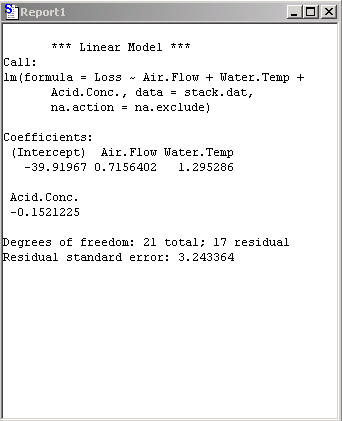 Report1
*** Linear Model ***
Call:
lm(formula = Loss ~ Air.Flow + Water.Temp +
Acid.Conc., data = stack.dat,
na.action = na.exclude)
Coefficients:
(Intercept) Air.Flow Water.Temp
-39.91967 0.7156402 1.295286
Acid.Conc.
-0.1521225
Degrees of freedom: 21 total; 17 residual
Residual standard error: 3.243364